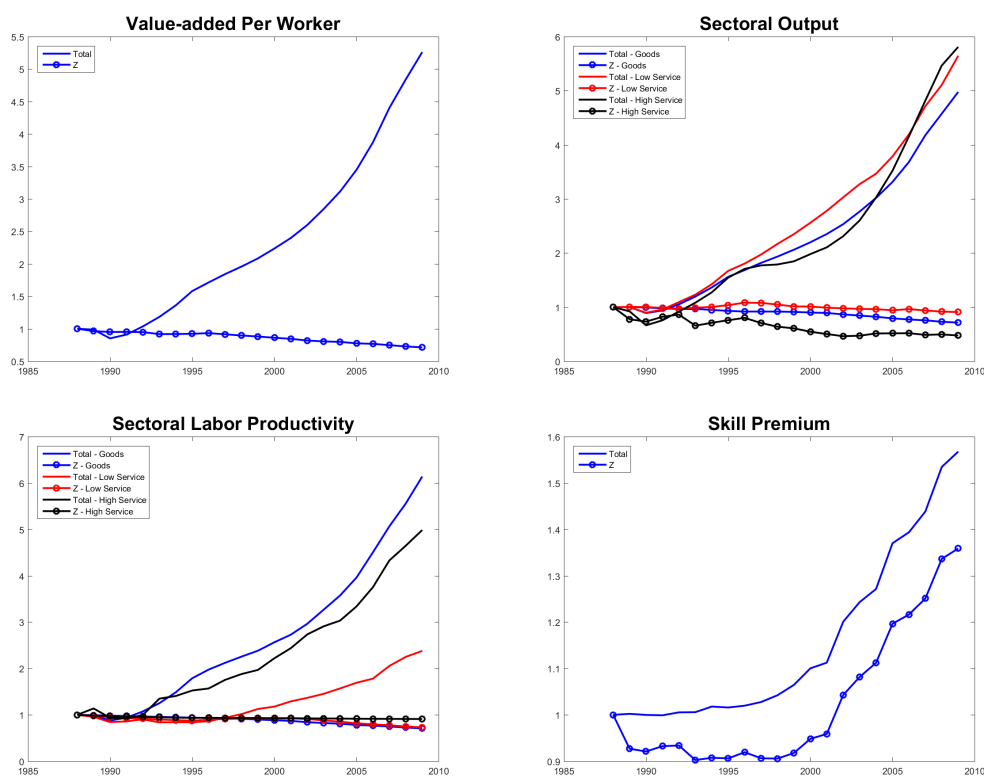 Value-added Per Worker
5.5
5
4.5
4
3.5
3
2.5
2
1.5
1
0.5
1985 1990 1995 2000 2005 2010
Total
Z
Sectoral Output
6
5
4
3
2
1
0
1985 1990 1995 2000 2005 2010
Total - Goods
Z - Goods
Total - Low Service
Z - Low Service
Total - High Service
Z - High Service
Sectoral Labor Productivity
7
6
5
4
3
2
1
0
1985 1990 1995 2000 2005 2010
Total - Goods
Z - Goods
Total - Low Service
Z - Low Service
Total - High Service
Z - High Service
Skill Premium
1.6
1.5
1.4
1.3
1.2
1.1
1
0.9
1985 1990 1995 2000 2005 2010
Total
Z